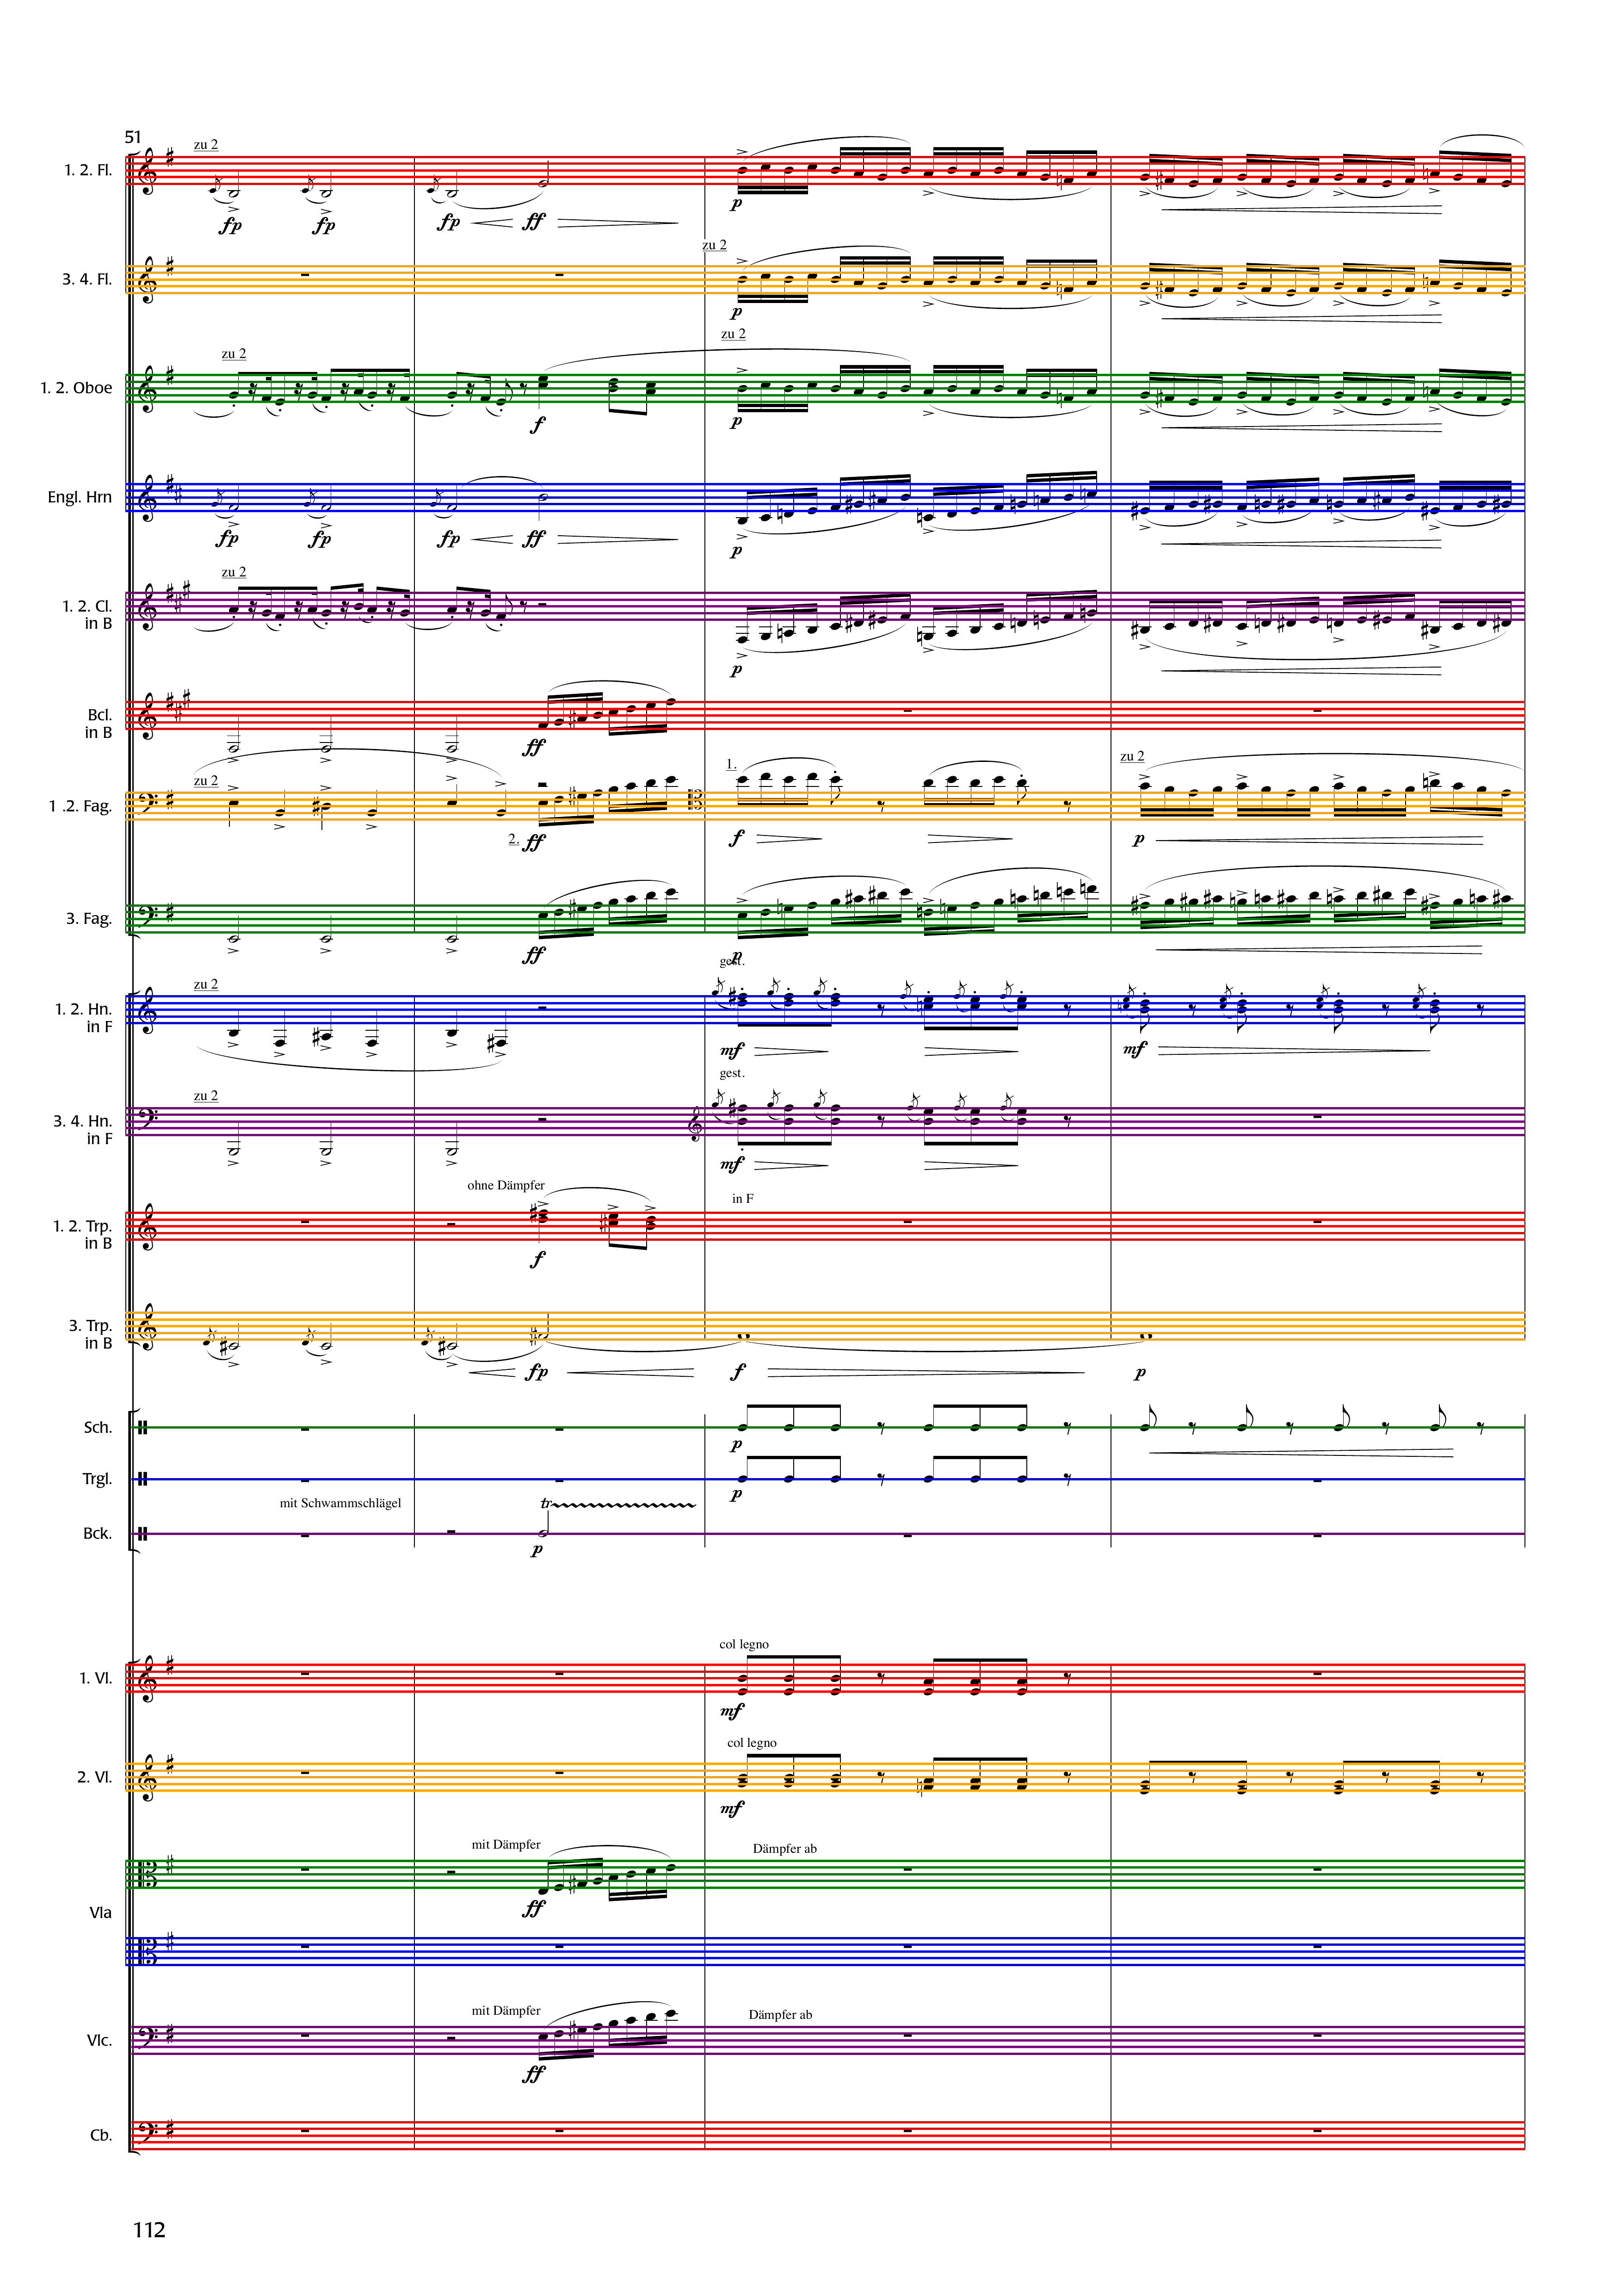 51
zu 2
1. 2. Fl.
fp fp fp ff p
zu 2
3. 4. Fl.
p
zu 2
zu 2
1. 2. Oboe
f p
Engl. Hrn
fp fp fp ff p
zu 2
1. 2. Cl.
in B
p
Bcl.
in B
ff
zu 2 1. zu 2
1 .2. Fag.
2. ff f p
3. Fag.
ff p
gest.
zu 2
1. 2. Hn.
in F
mf mf
gest.
zu 2
3. 4. Hn.
in F
mf
ohne Dämpfer
in F
1. 2. Trp.
in B
f
3. Trp.
in B
fp f p
Sch.
p
Trgl.
p
mit Schwammschlägel tr
Bck.
p
col legno
1. Vl.
mf
col legno
2. Vl.
mf
mit Dämpfer Dämpfer ab
ff
Vla
mit Dämpfer Dämpfer ab
Vlc.
ff
Cb.
112